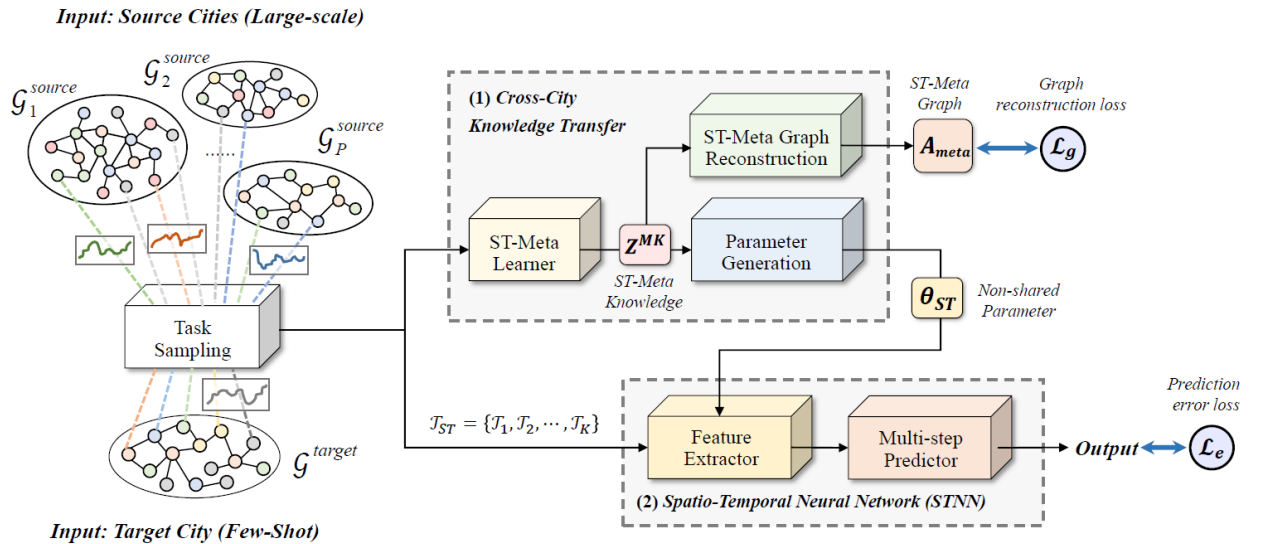 Input: Source Cities (Large-scale)
𝒢₁^source
𝒢₂^source
𝒢_P^source
......
Task
Sampling
𝒢^target
Input: Target City (Few-Shot)
(1) Cross-City
Knowledge Transfer
ST-Meta
Learner
Z^MK
ST-Meta
Knowledge
ST-Meta Graph
Reconstruction
Parameter
Generation
ST-Meta
Graph
A_meta
Graph
reconstruction loss
ℒ_g
θ_ST
Non-shared
Parameter
𝒯_ST = {𝒯₁, 𝒯₂, ⋯, 𝒯_K}
Feature
Extractor
Multi-step
Predictor
(2) Spatio-Temporal Neural Network (STNN)
Output
Prediction
error loss
ℒ_e